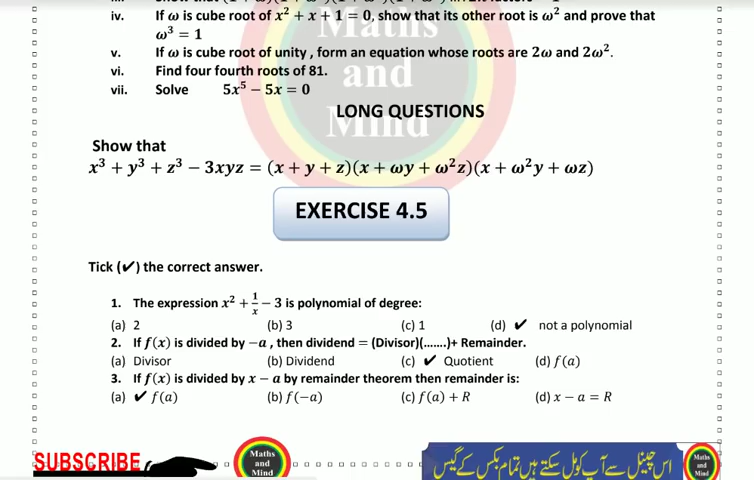 iv. If ω is cube root of x² + x + 1 = 0, show that its other root is ω² and prove that
ω³ = 1
v. If ω is cube root of unity , form an equation whose roots are 2ω and 2ω².
vi. Find four fourth roots of 81.
vii. Solve 5x⁵ − 5x = 0
LONG QUESTIONS
Show that
x³ + y³ + z³ − 3xyz = (x + y + z)(x + ωy + ω²z)(x + ω²y + ωz)
EXERCISE 4.5
Tick (✔) the correct answer.
1. The expression x² + 1/x − 3 is polynomial of degree:
(a) 2 (b) 3 (c) 1 (d) ✔ not a polynomial
2. If f(x) is divided by −a , then dividend = (Divisor)(.......)+ Remainder.
(a) Divisor (b) Dividend (c) ✔ Quotient (d) f(a)
3. If f(x) is divided by x − a by remainder theorem then remainder is:
(a) ✔ f(a) (b) f(−a) (c) f(a) + R (d) x − a = R
SUBSCRIBE
Maths
and
Mind
اس چینل سے آپ کو مل سکتے ہیں تمام بکس کے گیس
Maths
and
Mind
Maths
and
Mind